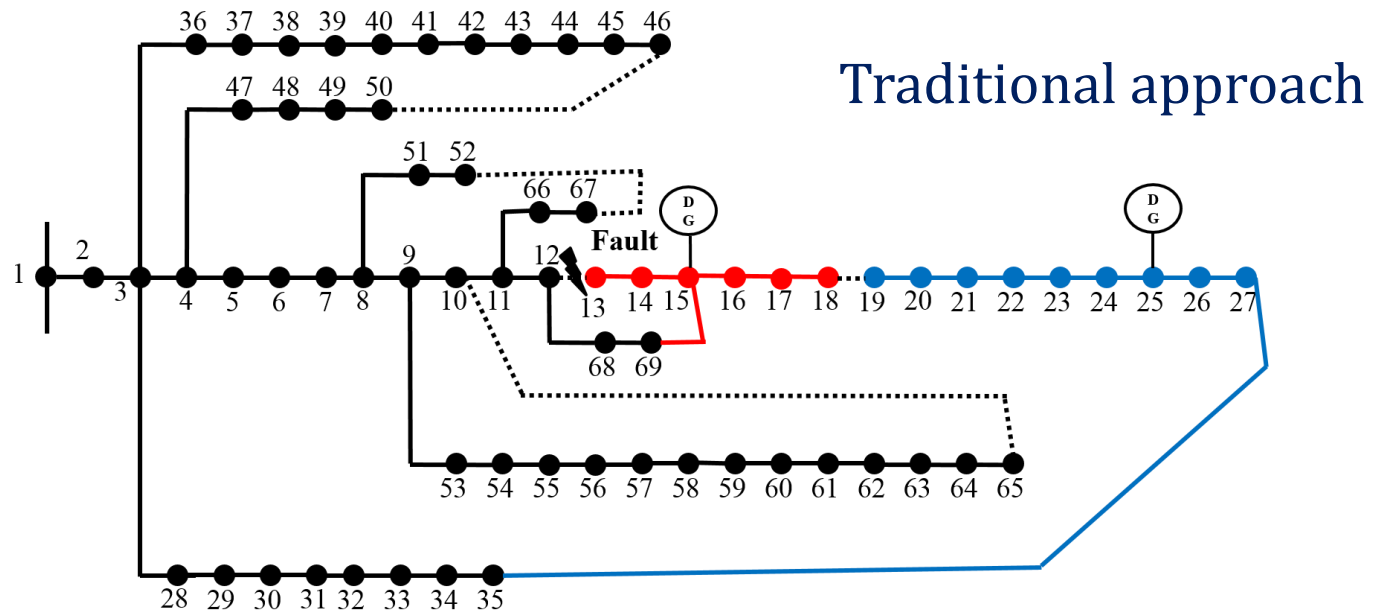 36 37 38 39 40 41 42 43 44 45 46
Traditional approach
47 48 49 50
51 52
66 67
D
G
D
G
Fault
1 2 3 4 5 6 7 8 9 10 11 12 13 14 15 16 17 18 19 20 21 22 23 24 25 26 27
68 69
53 54 55 56 57 58 59 60 61 62 63 64 65
28 29 30 31 32 33 34 35